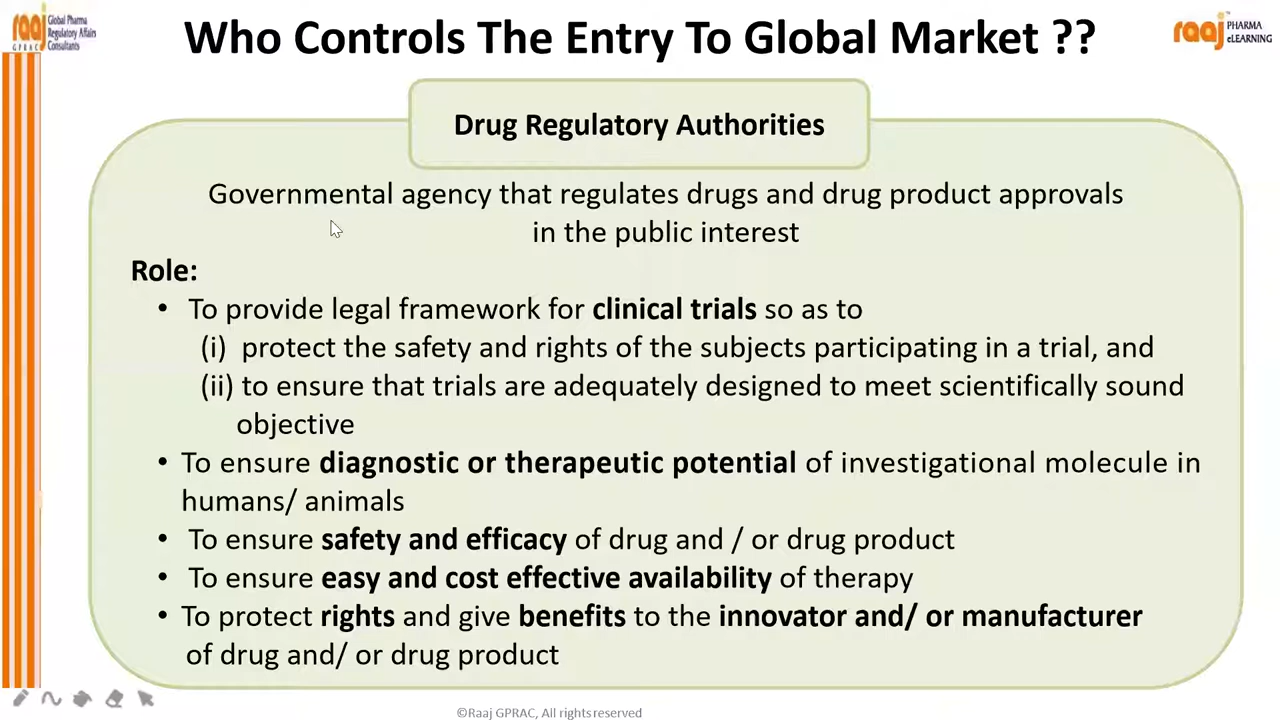 raaj
GPRAC
Global Pharma
Regulatory Affairs
Consultants
Who Controls The Entry To Global Market ??
raaj PHARMA
eLEARNING
Drug Regulatory Authorities
Governmental agency that regulates drugs and drug product approvals
in the public interest
Role:
• To provide legal framework for clinical trials so as to
(i) protect the safety and rights of the subjects participating in a trial, and
(ii) to ensure that trials are adequately designed to meet scientifically sound
objective
• To ensure diagnostic or therapeutic potential of investigational molecule in
humans/ animals
• To ensure safety and efficacy of drug and / or drug product
• To ensure easy and cost effective availability of therapy
• To protect rights and give benefits to the innovator and/ or manufacturer
of drug and/ or drug product
©Raaj GPRAC, All rights reserved